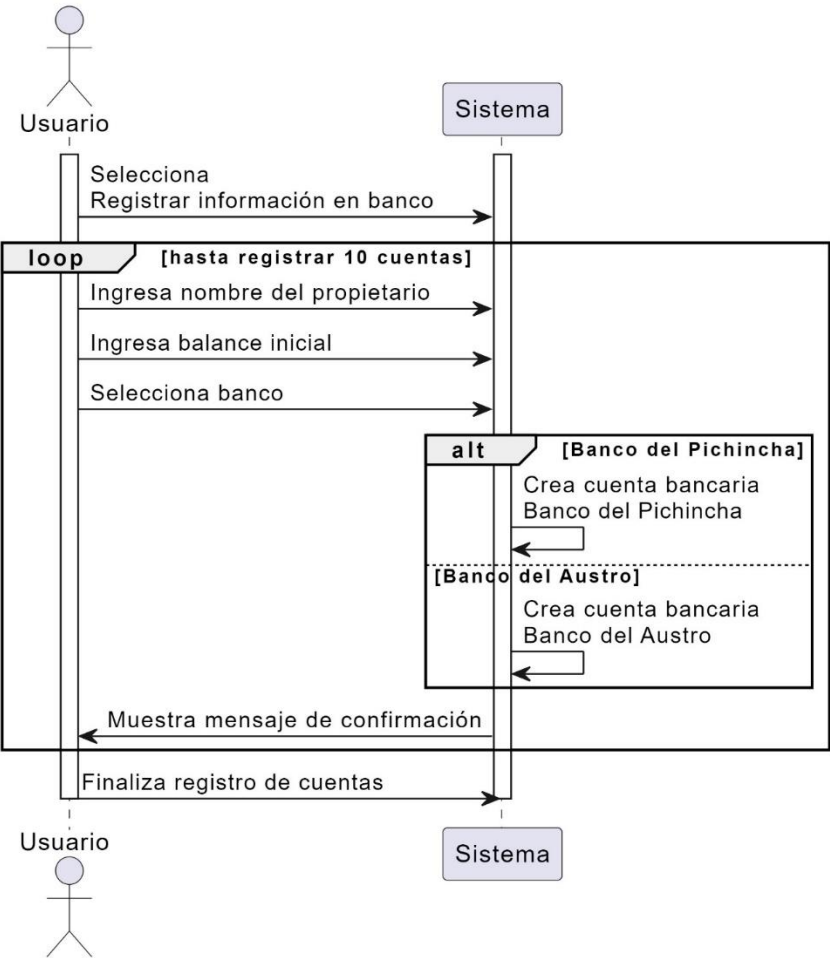 Usuario
Sistema
Selecciona
Registrar información en banco
loop
[hasta registrar 10 cuentas]
Ingresa nombre del propietario
Ingresa balance inicial
Selecciona banco
alt
[Banco del Pichincha]
Crea cuenta bancaria
Banco del Pichincha
[Banco del Austro]
Crea cuenta bancaria
Banco del Austro
Muestra mensaje de confirmación
Finaliza registro de cuentas
Usuario
Sistema